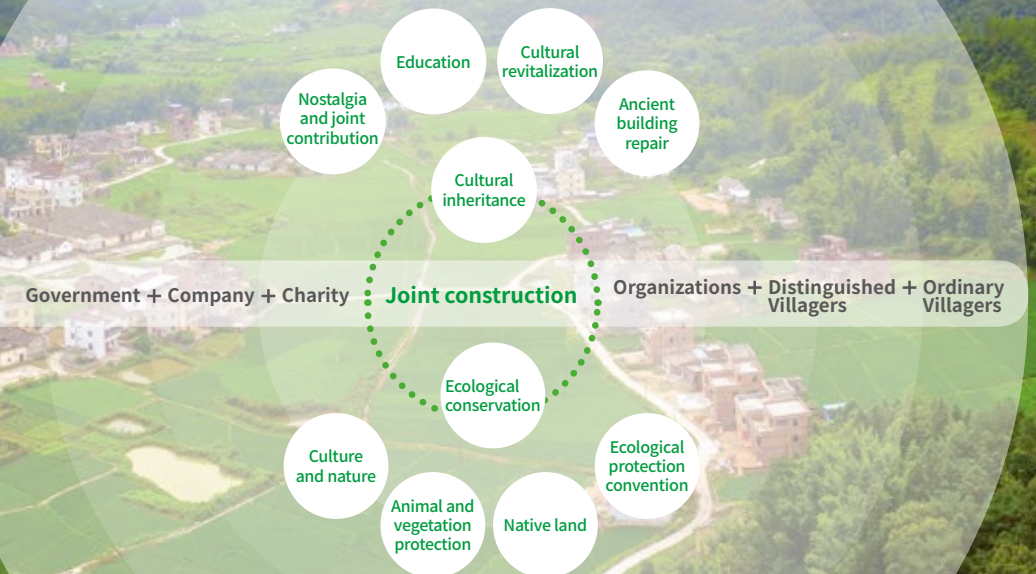 Education
Cultural
revitalization
Nostalgia
and joint
contribution
Ancient
building
repair
Cultural
inheritance
Government + Company + Charity
Joint construction
Organizations + Distinguished + Ordinary
Villagers Villagers
Ecological
conservation
Culture
and nature
Ecological
protection
convention
Animal and
vegetation
protection
Native land